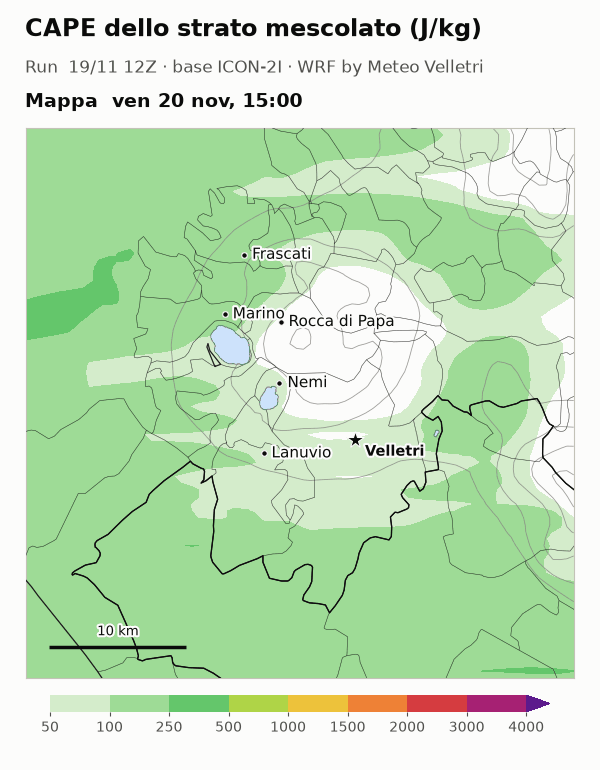 CAPE dello strato mescolato (J/kg)
Run  19/11 12Z · base ICON-2I · WRF by Meteo Velletri
Mappa  ven 20 nov, 15:00
Frascati
Marino
Rocca di Papa
Nemi
Velletri
Lanuvio
10 km
50 100 250 500 1000 1500 2000 3000 4000